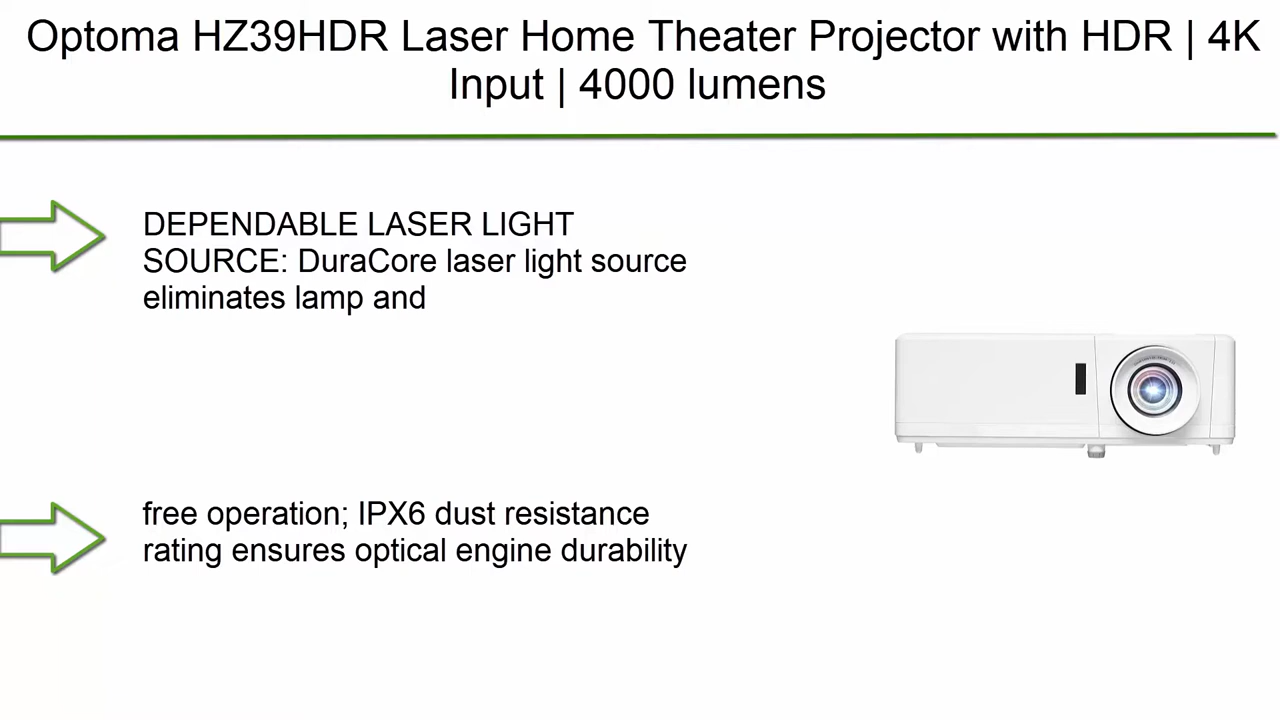 Optoma HZ39HDR Laser Home Theater Projector with HDR | 4K
Input | 4000 lumens
DEPENDABLE LASER LIGHT
SOURCE: DuraCore laser light source
eliminates lamp and
free operation; IPX6 dust resistance
rating ensures optical engine durability